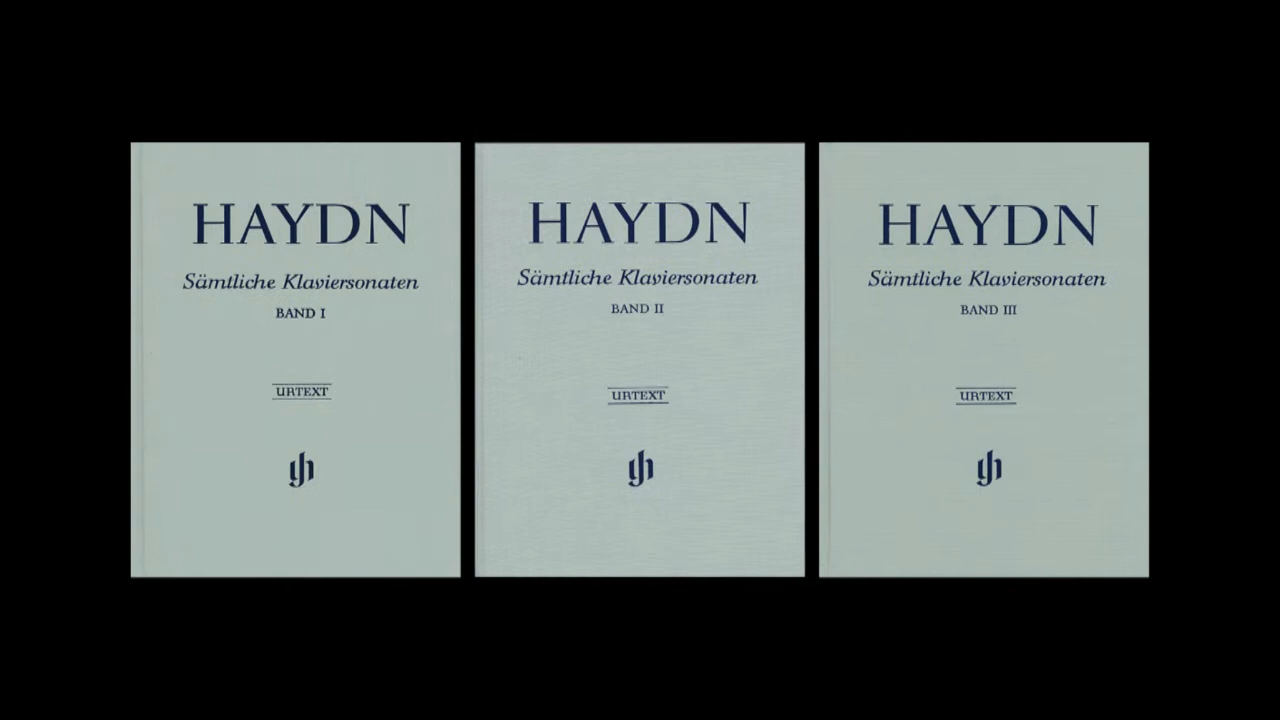 HAYDN
Sämtliche Klaviersonaten
BAND I
URTEXT
HAYDN
Sämtliche Klaviersonaten
BAND II
URTEXT
HAYDN
Sämtliche Klaviersonaten
BAND III
URTEXT